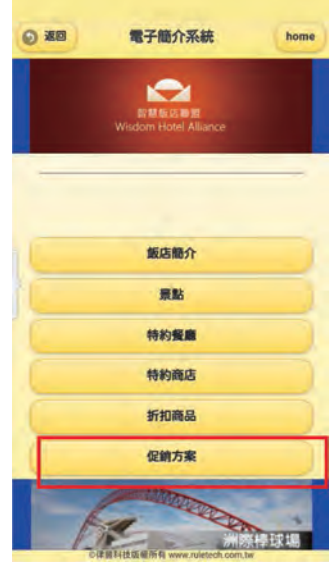 返回
電子簡介系統
home
智慧飯店聯盟
Wisdom Hotel Alliance
飯店簡介
景點
特約餐廳
特約商店
折扣商品
促銷方案
洲際棒球場
©律鼎科技版權所有 www.ruletech.com.tw